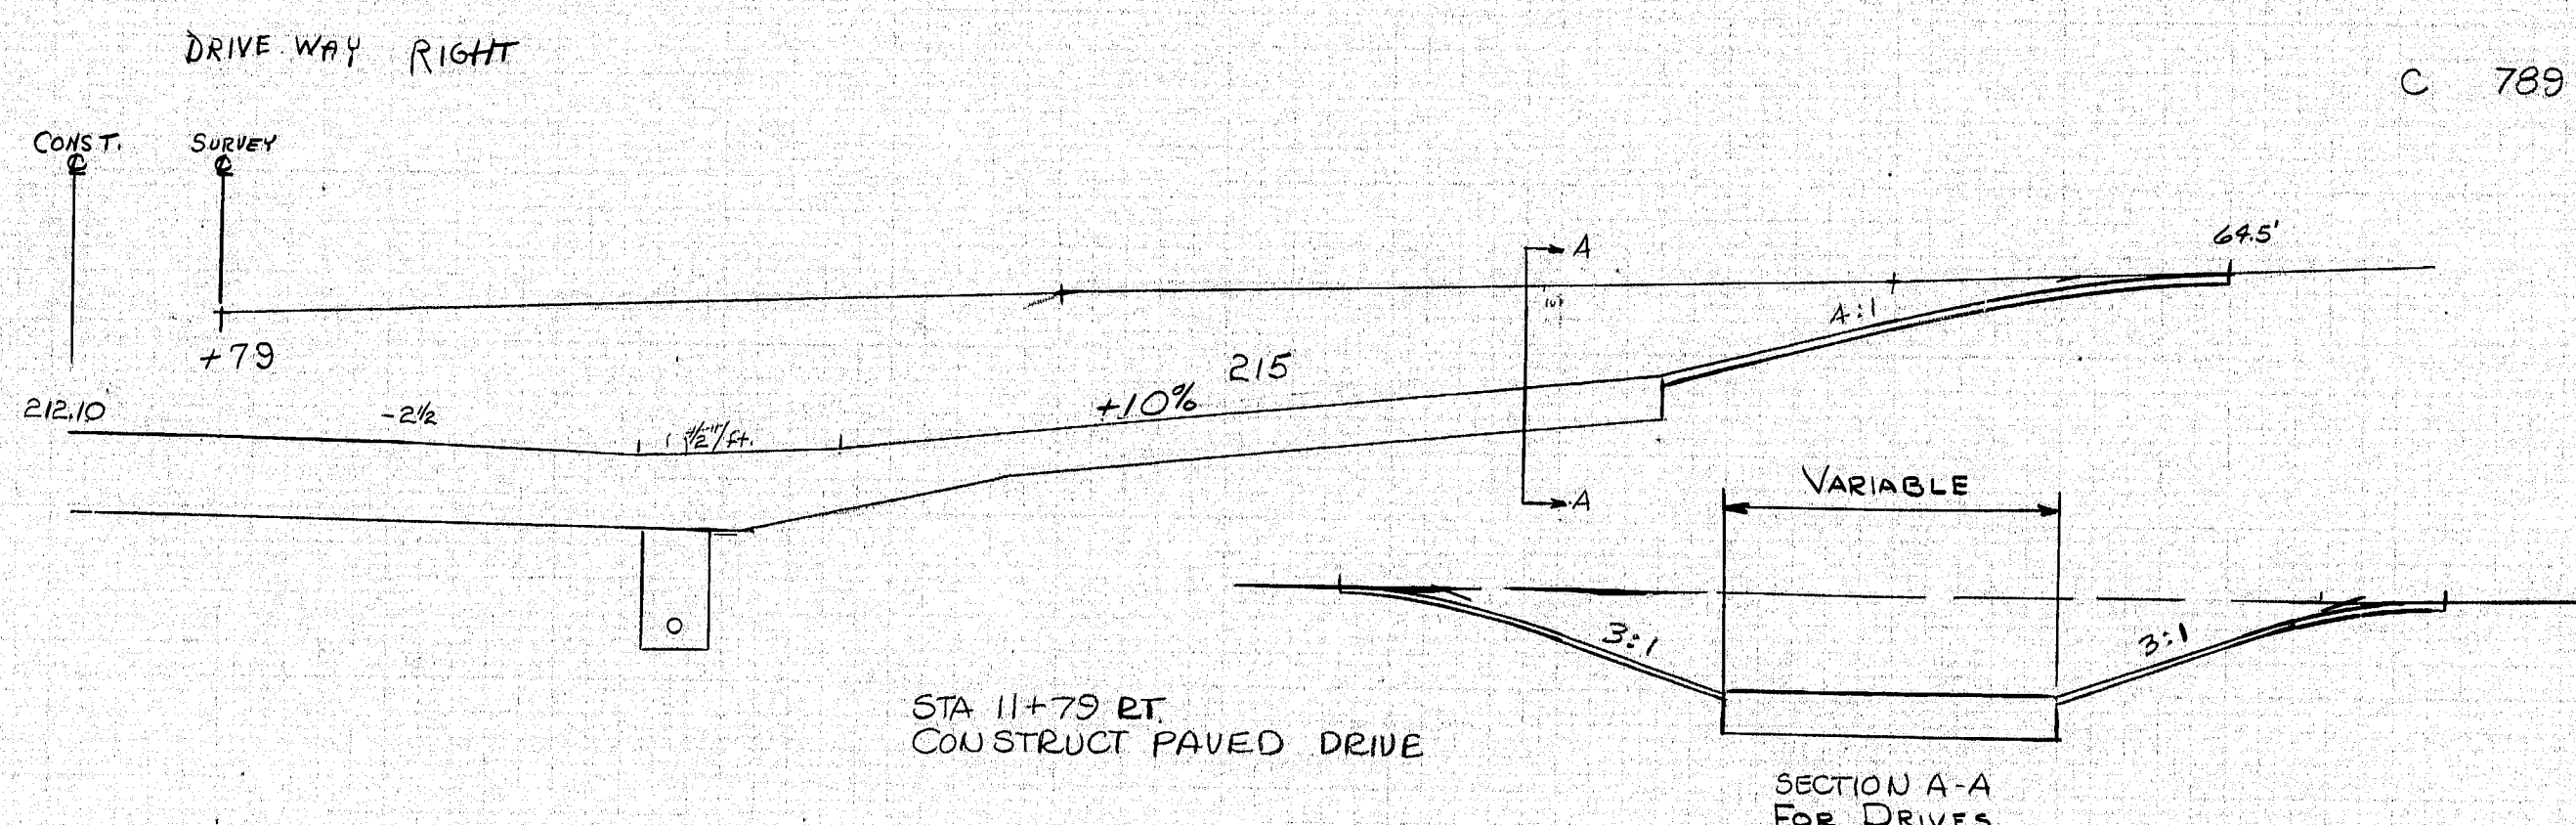 DRIVE WAY RIGHT
C 789
CONST.
℄
SURVEY
℄
A
64.5'
4:1
+79
215
+10%
212.10
-2½
½"/ft.
A
VARIABLE
3:1
3:1
STA 11+79 RT.
CONSTRUCT PAVED DRIVE
SECTION A-A
FOR DRIVES